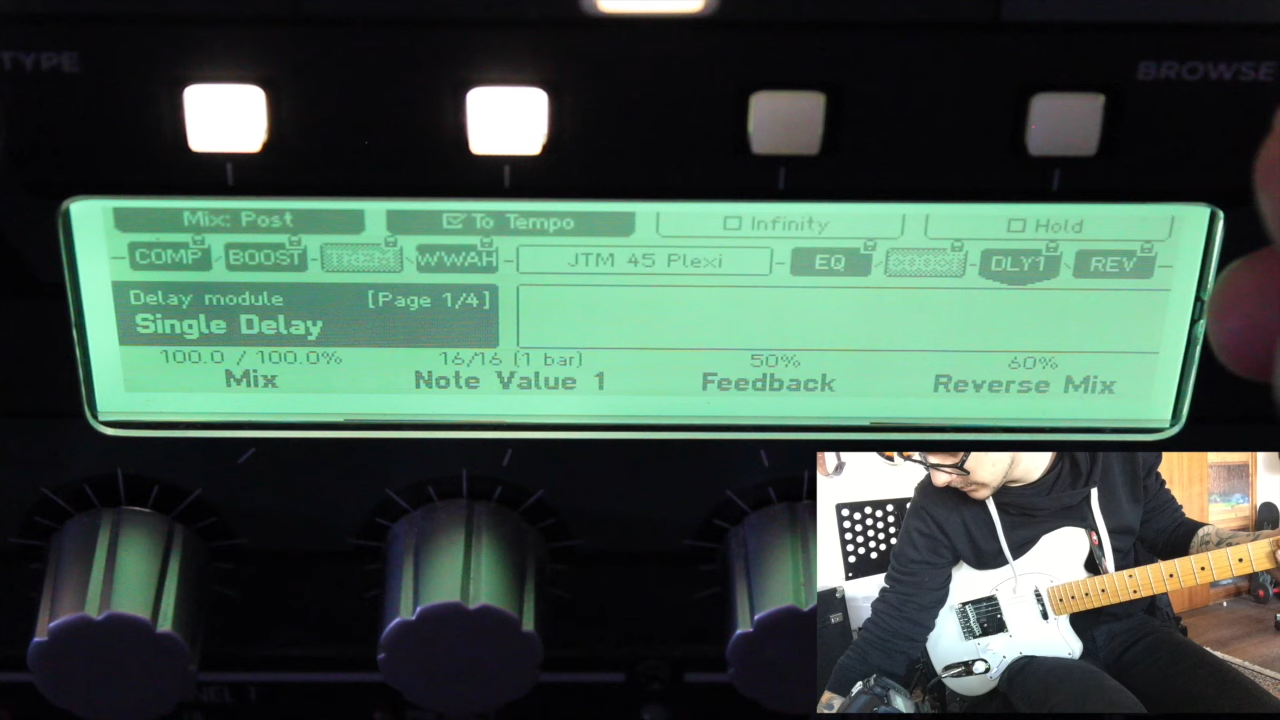 TYPE
BROWSE
Mix: Post To Tempo Infinity Hold
COMP BOOST TREM WWAH JTM 45 Plexi EQ DLY1 REV
Delay module [Page 1/4]
Single Delay
100.0 / 100.0% 16/16 (1 bar) 50% 60%
Mix Note Value 1 Feedback Reverse Mix